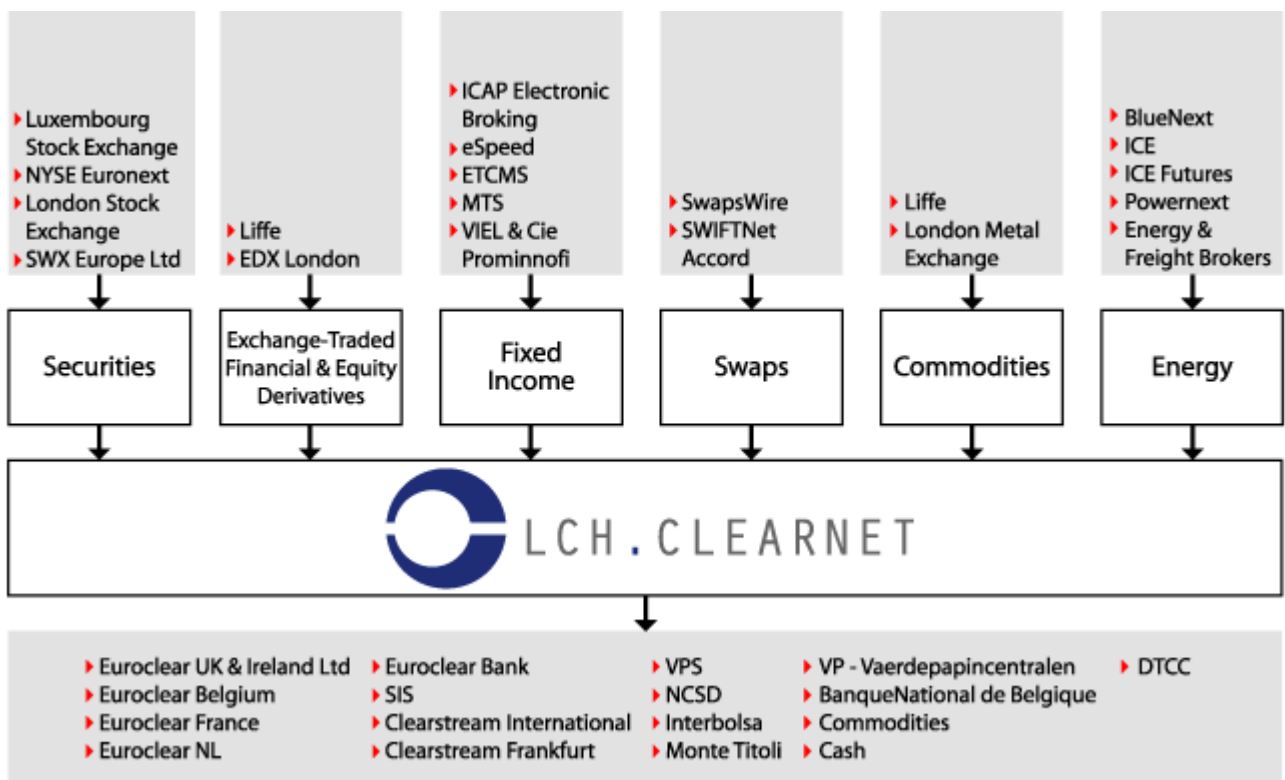 Luxembourg
Stock Exchange
NYSE Euronext
London Stock
Exchange
SWX Europe Ltd
Liffe
EDX London
ICAP Electronic
Broking
eSpeed
ETCMS
MTS
VIEL & Cie
Prominnofi
SwapsWire
SWIFTNet
Accord
Liffe
London Metal
Exchange
BlueNext
ICE
ICE Futures
Powernext
Energy &
Freight Brokers
Securities
Exchange-Traded
Financial & Equity
Derivatives
Fixed
Income
Swaps
Commodities
Energy
LCH.CLEARNET
Euroclear UK & Ireland Ltd
Euroclear Belgium
Euroclear France
Euroclear NL
Euroclear Bank
SIS
Clearstream International
Clearstream Frankfurt
VPS
NCSD
Interbolsa
Monte Titoli
VP - Vaerdepapincentralen
BanqueNational de Belgique
Commodities
Cash
DTCC